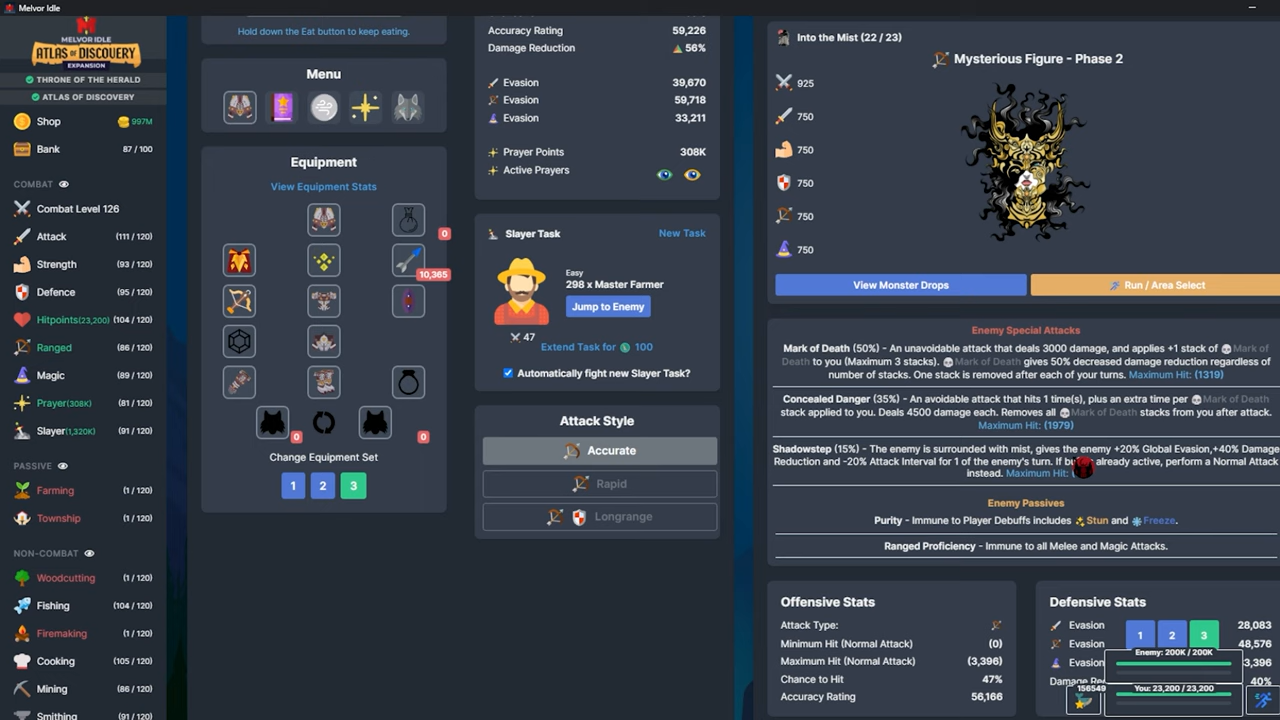 Melvor Idle
MELVOR IDLE
ATLAS OF DISCOVERY
EXPANSION
THRONE OF THE HERALD
ATLAS OF DISCOVERY
Shop 997M
Bank 87 / 100
COMBAT
Combat Level 126
Attack (111 / 120)
Strength (93 / 120)
Defence (95 / 120)
Hitpoints(23,200) (104 / 120)
Ranged (86 / 120)
Magic (89 / 120)
Prayer(308K) (81 / 120)
Slayer(1,320K) (91 / 120)
PASSIVE
Farming (1 / 120)
Township (1 / 120)
NON-COMBAT
Woodcutting (1 / 120)
Fishing (104 / 120)
Firemaking (1 / 120)
Cooking (105 / 120)
Mining (86 / 120)
Smithing (91 / 120)
Hold down the Eat button to keep eating.
Menu
Equipment
View Equipment Stats
0
10,365
0
0
Change Equipment Set
1 2 3
Accuracy Rating 59,226
Damage Reduction 56%
Evasion 39,670
Evasion 59,718
Evasion 33,211
Prayer Points 308K
Active Prayers
Slayer Task New Task
Easy
298 x Master Farmer
Jump to Enemy
47
Extend Task for 100
Automatically fight new Slayer Task?
Attack Style
Accurate
Rapid
Longrange
Into the Mist (22 / 23)
Mysterious Figure - Phase 2
925
750
750
750
750
750
View Monster Drops Run / Area Select
Enemy Special Attacks
Mark of Death (50%) - An unavoidable attack that deals 3000 damage, and applies +1 stack of Mark of
Death to you (Maximum 3 stacks). Mark of Death gives 50% decreased damage reduction regardless of
number of stacks. One stack is removed after each of your turns. Maximum Hit: (1319)
Concealed Danger (35%) - An avoidable attack that hits 1 time(s), plus an extra time per Mark of Death
stack applied to you. Deals 4500 damage each. Removes all Mark of Death stacks from you after attack.
Maximum Hit: (1979)
Shadowstep (15%) - The enemy is surrounded with mist, gives the enemy +20% Global Evasion,+40% Damage
Reduction and -20% Attack Interval for 1 of the enemy's turn. If already active, perform a Normal Attack
instead. Maximum Hit: (
Enemy Passives
Purity - Immune to Player Debuffs includes Stun and Freeze.
Ranged Proficiency - Immune to all Melee and Magic Attacks.
Offensive Stats
Attack Type:
Minimum Hit (Normal Attack) (0)
Maximum Hit (Normal Attack) (3,396)
Chance to Hit 47%
Accuracy Rating 56,166
Defensive Stats
Evasion 28,083
Evasion 48,576
Evasion 3,396
Damage Re 40%
1 2 3
Enemy: 200K / 200K
156549
You: 23,200 / 23,200